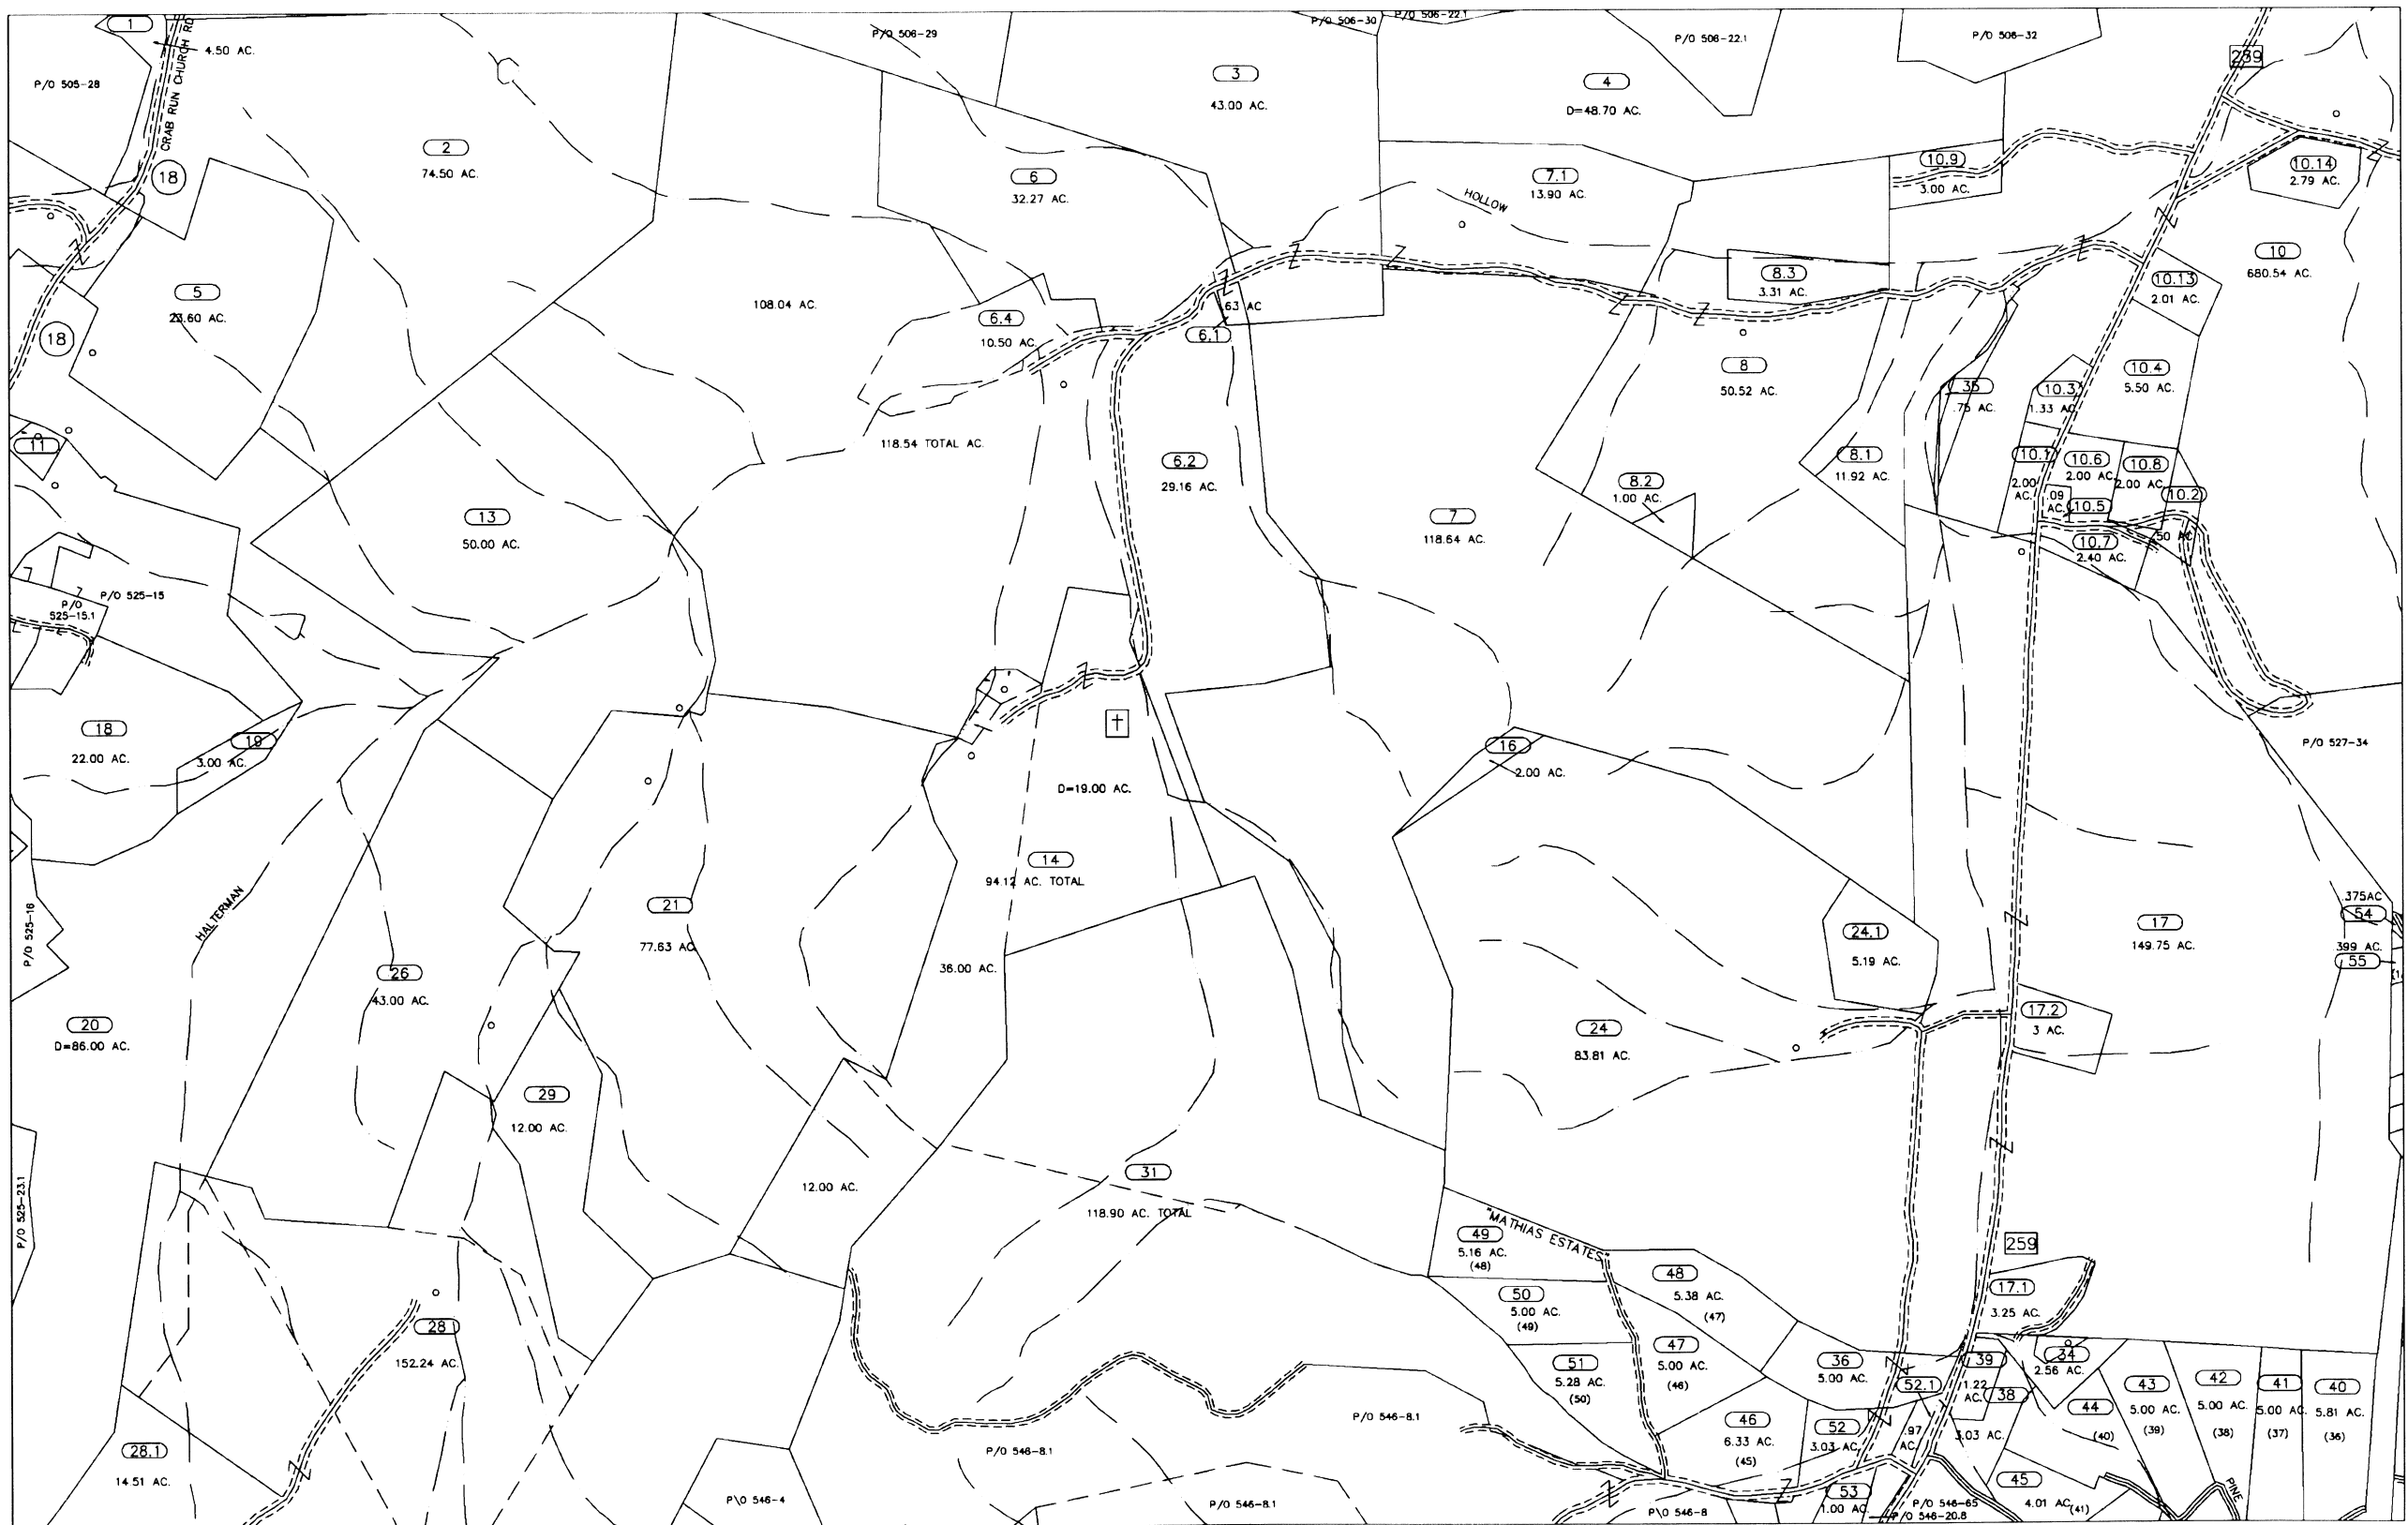 1
4.50 AC.
CRAB RUN CHURCH RD
P/O 505-28
18
P/O 506-29
P/O 506-30
P/O 506-22.1
P/O 506-22.1
P/O 506-32
259
3
43.00 AC.
4
D=48.70 AC.
2
74.50 AC.
6
32.27 AC.
7.1
13.90 AC.
HOLLOW
10.9
3.00 AC.
10.14
2.79 AC.
5
23.60 AC.
18
108.04 AC.
6.4
10.50 AC.
63 AC
6.1
8.3
3.31 AC.
10.13
2.01 AC.
10
680.54 AC.
8
50.52 AC.
35
.75 AC.
10.3
1.33 AC.
10.4
5.50 AC.
11
118.54 TOTAL AC.
6.2
29.16 AC.
8.2
1.00 AC.
8.1
11.92 AC.
10.1
2.00
AC.
10.6
2.00 AC.
10.8
2.00 AC.
10.2
.09
AC.
10.5
50 AC
10.7
2.40 AC.
13
50.00 AC.
7
118.64 AC.
P/O 525-15
P/O
525-15.1
18
22.00 AC.
19
3.00 AC.
D=19.00 AC.
16
2.00 AC.
P/O 527-34
14
94.12 AC. TOTAL
HALTERMAN
P/O 525-16
21
77.63 AC
36.00 AC.
26
43.00 AC.
24.1
5.19 AC.
17
149.75 AC.
.375AC
54
399 AC.
55
20
D=86.00 AC.
24
83.81 AC.
17.2
3 AC.
29
12.00 AC.
12.00 AC.
31
118.90 AC. TOTAL
P/O 525-23.1
"MATHIAS ESTATES"
49
5.16 AC.
(48)
259
50
5.00 AC.
(49)
48
5.38 AC.
(47)
17.1
3.25 AC.
28
152.24 AC.
51
5.28 AC.
(50)
47
5.00 AC.
(46)
36
5.00 AC.
39
1.22
AC.
52.1
38
34
2.56 AC.
43
5.00 AC.
(39)
42
5.00 AC.
(38)
41
5.00 AC.
(37)
40
5.81 AC.
(36)
44
(40)
46
6.33 AC.
(45)
52
3.03 AC.
.97
AC.
3.03 AC.
28.1
14.51 AC.
P/O 546-8.1
P/O 546-8.1
P\O 546-4
P/O 546-8.1
P\O 546-8
53
1.00 AC.
P/O 546-65
P/O 546-20.8
45
4.01 AC.
(41)
PINE